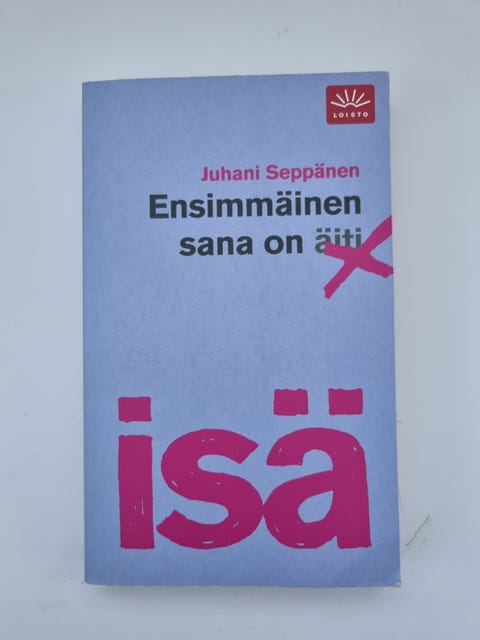 LOISTO
Juhani Seppänen
Ensimmäinen
sana on äiti
isä